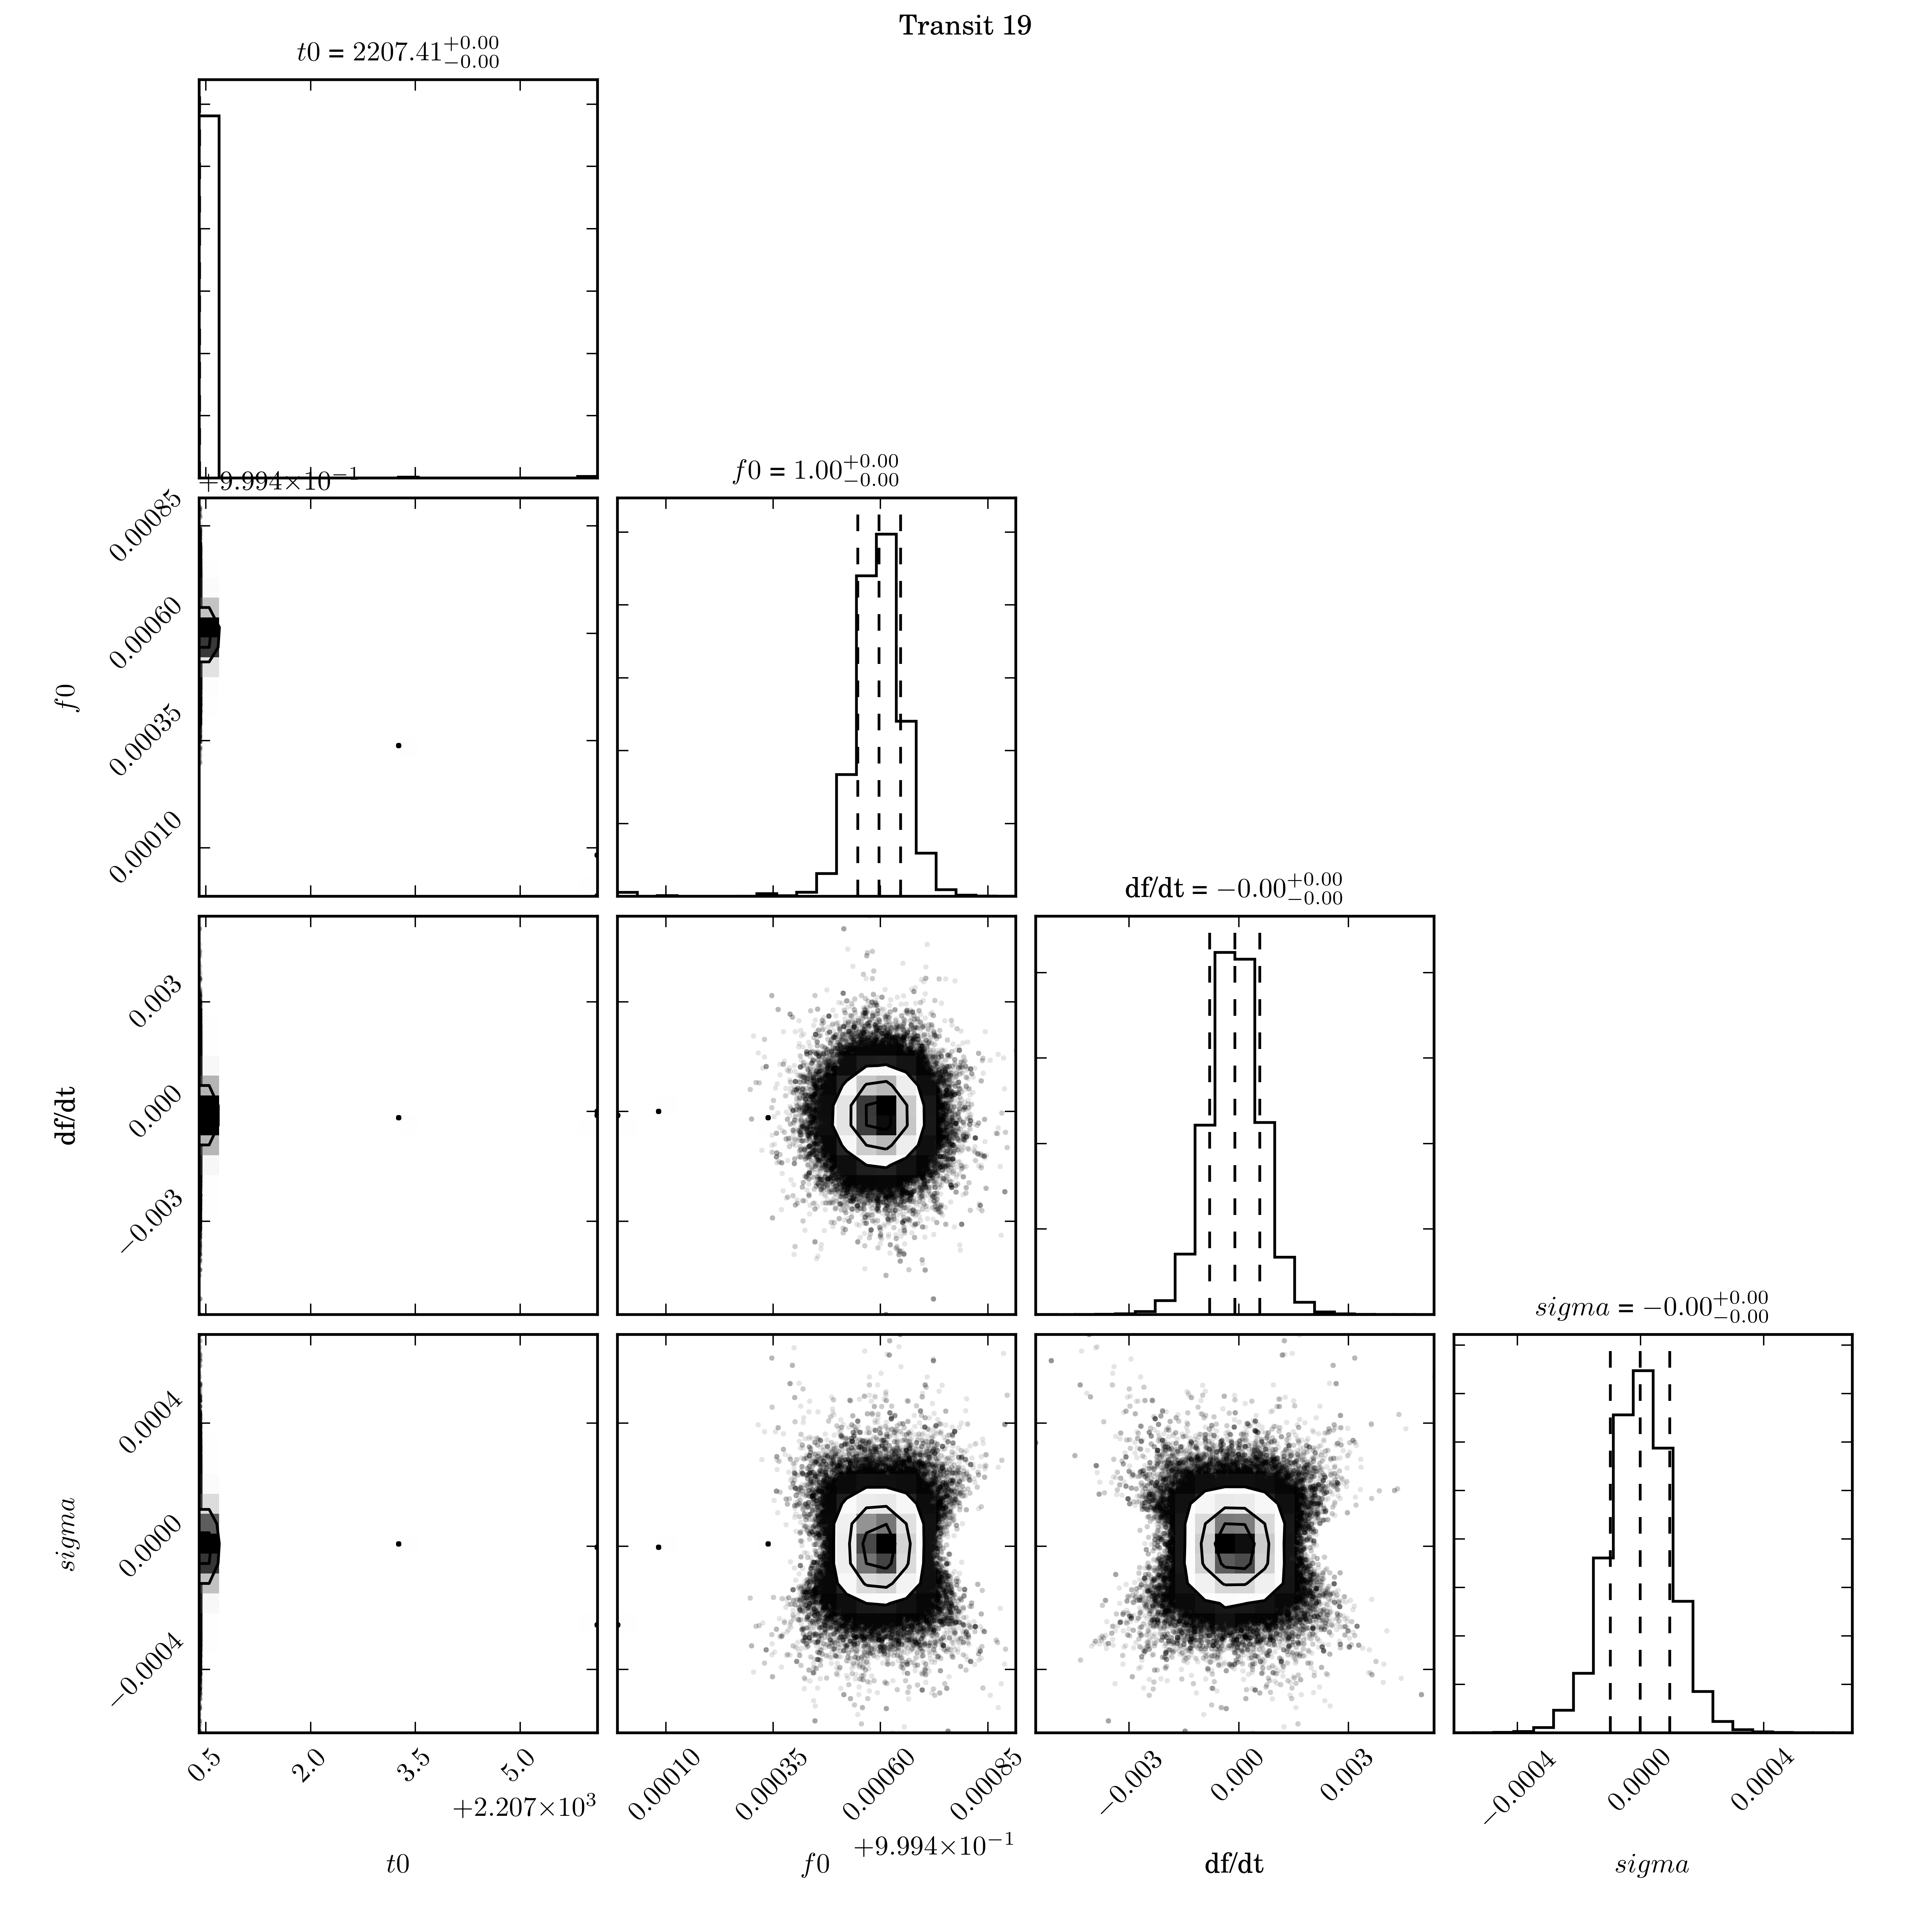 Transit 19
t0 = 2207.41+0.00−0.00
+9.994×10−1
f0 = 1.00+0.00−0.00
0.00085
0.00060
0.00035
0.00010
f0
df/dt = −0.00+0.00−0.00
0.003
0.000
−0.003
df/dt
sigma = −0.00+0.00−0.00
0.0004
0.0000
−0.0004
sigma
0.5 2.0 3.5 5.0 0.00010 0.00035 0.00060 0.00085 −0.003 0.000 0.003 −0.0004 0.0000 0.0004
+2.207×103
+9.994×10−1
t0 f0 df/dt sigma